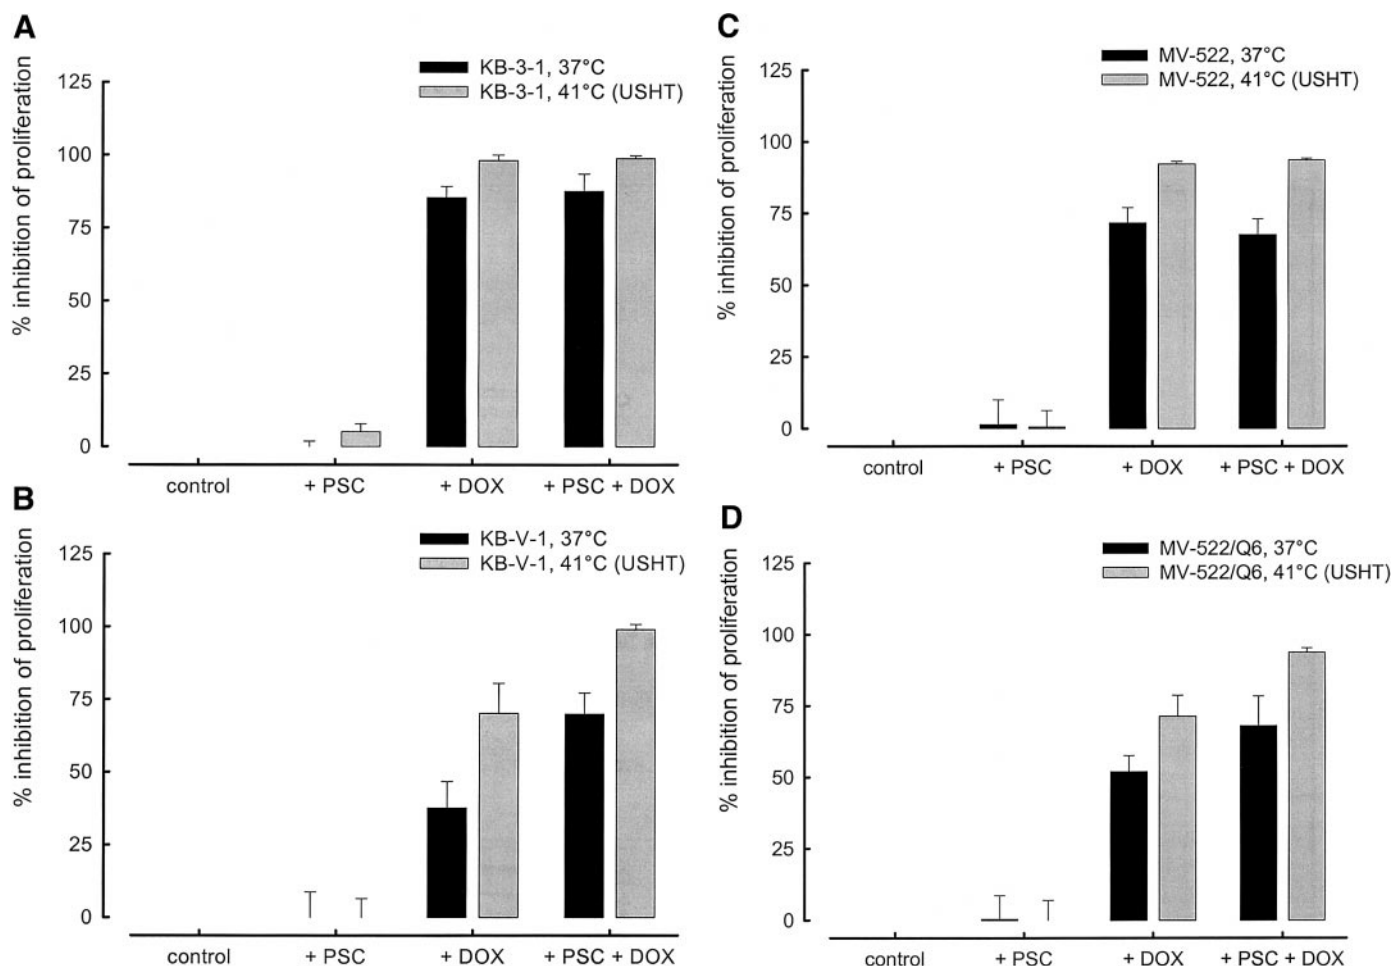 A
% inhibition of proliferation
KB-3-1, 37°C
KB-3-1, 41°C (USHT)
125
100
75
50
25
0
control
+ PSC
+ DOX
+ PSC + DOX
B
% inhibition of proliferation
KB-V-1, 37°C
KB-V-1, 41°C (USHT)
125
100
75
50
25
0
control
+ PSC
+ DOX
+ PSC + DOX
C
% inhibition of proliferation
MV-522, 37°C
MV-522, 41°C (USHT)
125
100
75
50
25
0
control
+ PSC
+ DOX
+ PSC + DOX
D
% inhibition of proliferation
MV-522/Q6, 37°C
MV-522/Q6, 41°C (USHT)
125
100
75
50
25
0
control
+ PSC
+ DOX
+ PSC + DOX